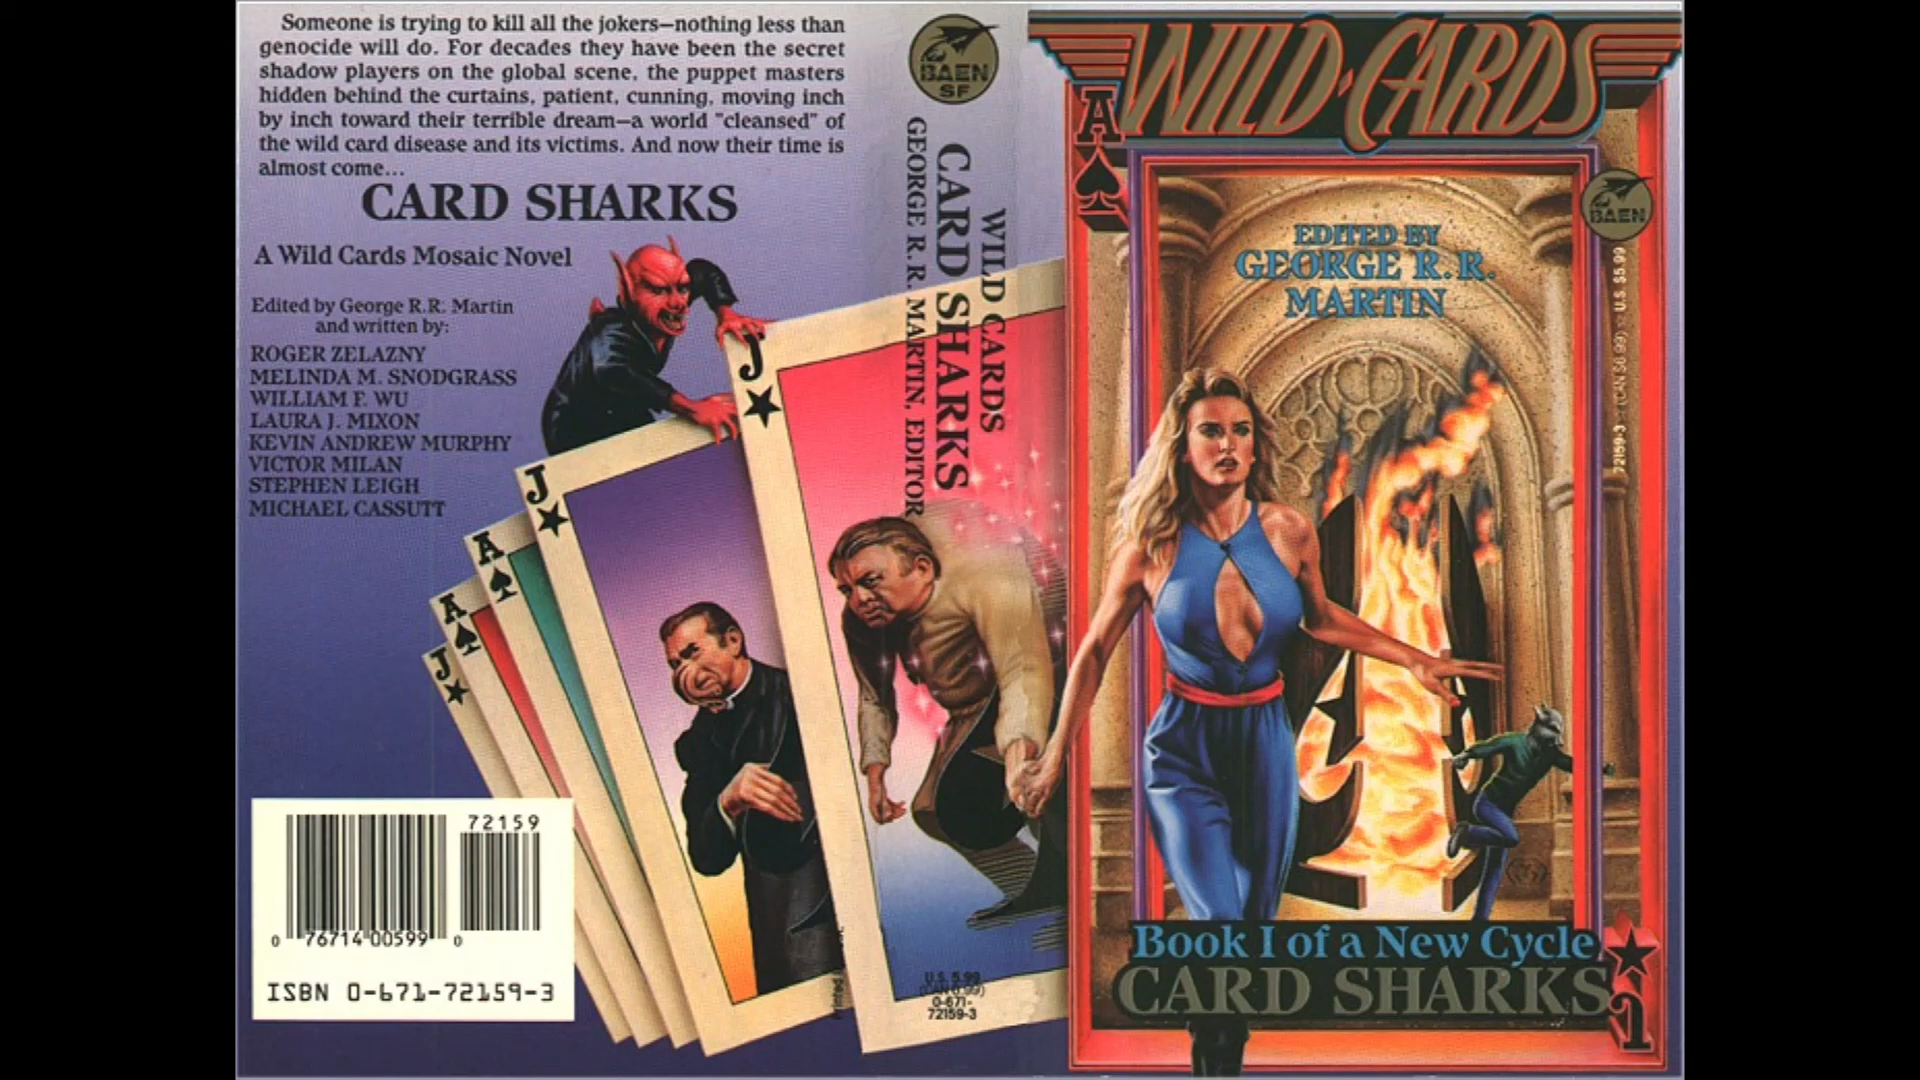 Someone is trying to kill all the jokers—nothing less than
genocide will do. For decades they have been the secret
shadow players on the global scene, the puppet masters
hidden behind the curtains, patient, cunning, moving inch
by inch toward their terrible dream—a world "cleansed" of
the wild card disease and its victims. And now their time is
almost come...
CARD SHARKS
A Wild Cards Mosaic Novel
Edited by George R.R. Martin
and written by:
ROGER ZELAZNY
MELINDA M. SNODGRASS
WILLIAM F. WU
LAURA J. MIXON
KEVIN ANDREW MURPHY
VICTOR MILAN
STEPHEN LEIGH
MICHAEL CASSUTT
J
A
A
J
J
72159
0 76714 00599 0
ISBN 0-671-72159-3
BAEN
SF
WILD CARDS
CARD SHARKS
GEORGE R. R. MARTIN, EDITOR
Printed
U.S. 5.99
0-671-
72159-3
WILD CARDS
A
BAEN
EDITED BY
GEORGE R.R.
MARTIN
72159-3 (CAN $6.99) U.S. $5.99
Book I of a New Cycle
CARD SHARKS
J